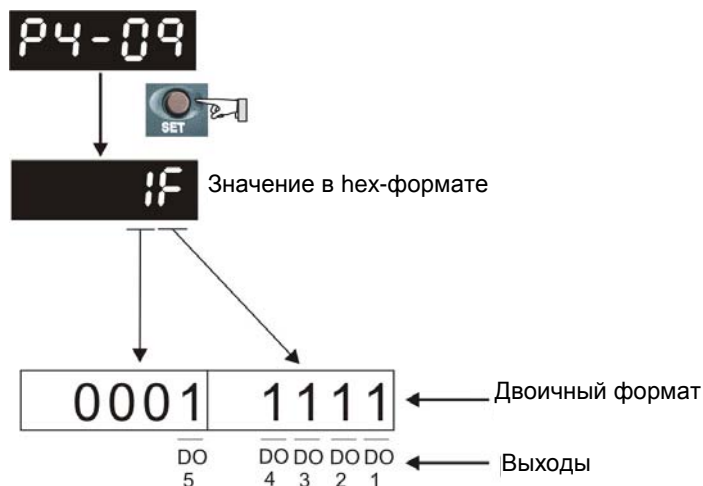 P4-09
SET
1F Значение в hex-формате
0001 1111 Двоичный формат
DO DO DO DO DO Выходы
5 4 3 2 1